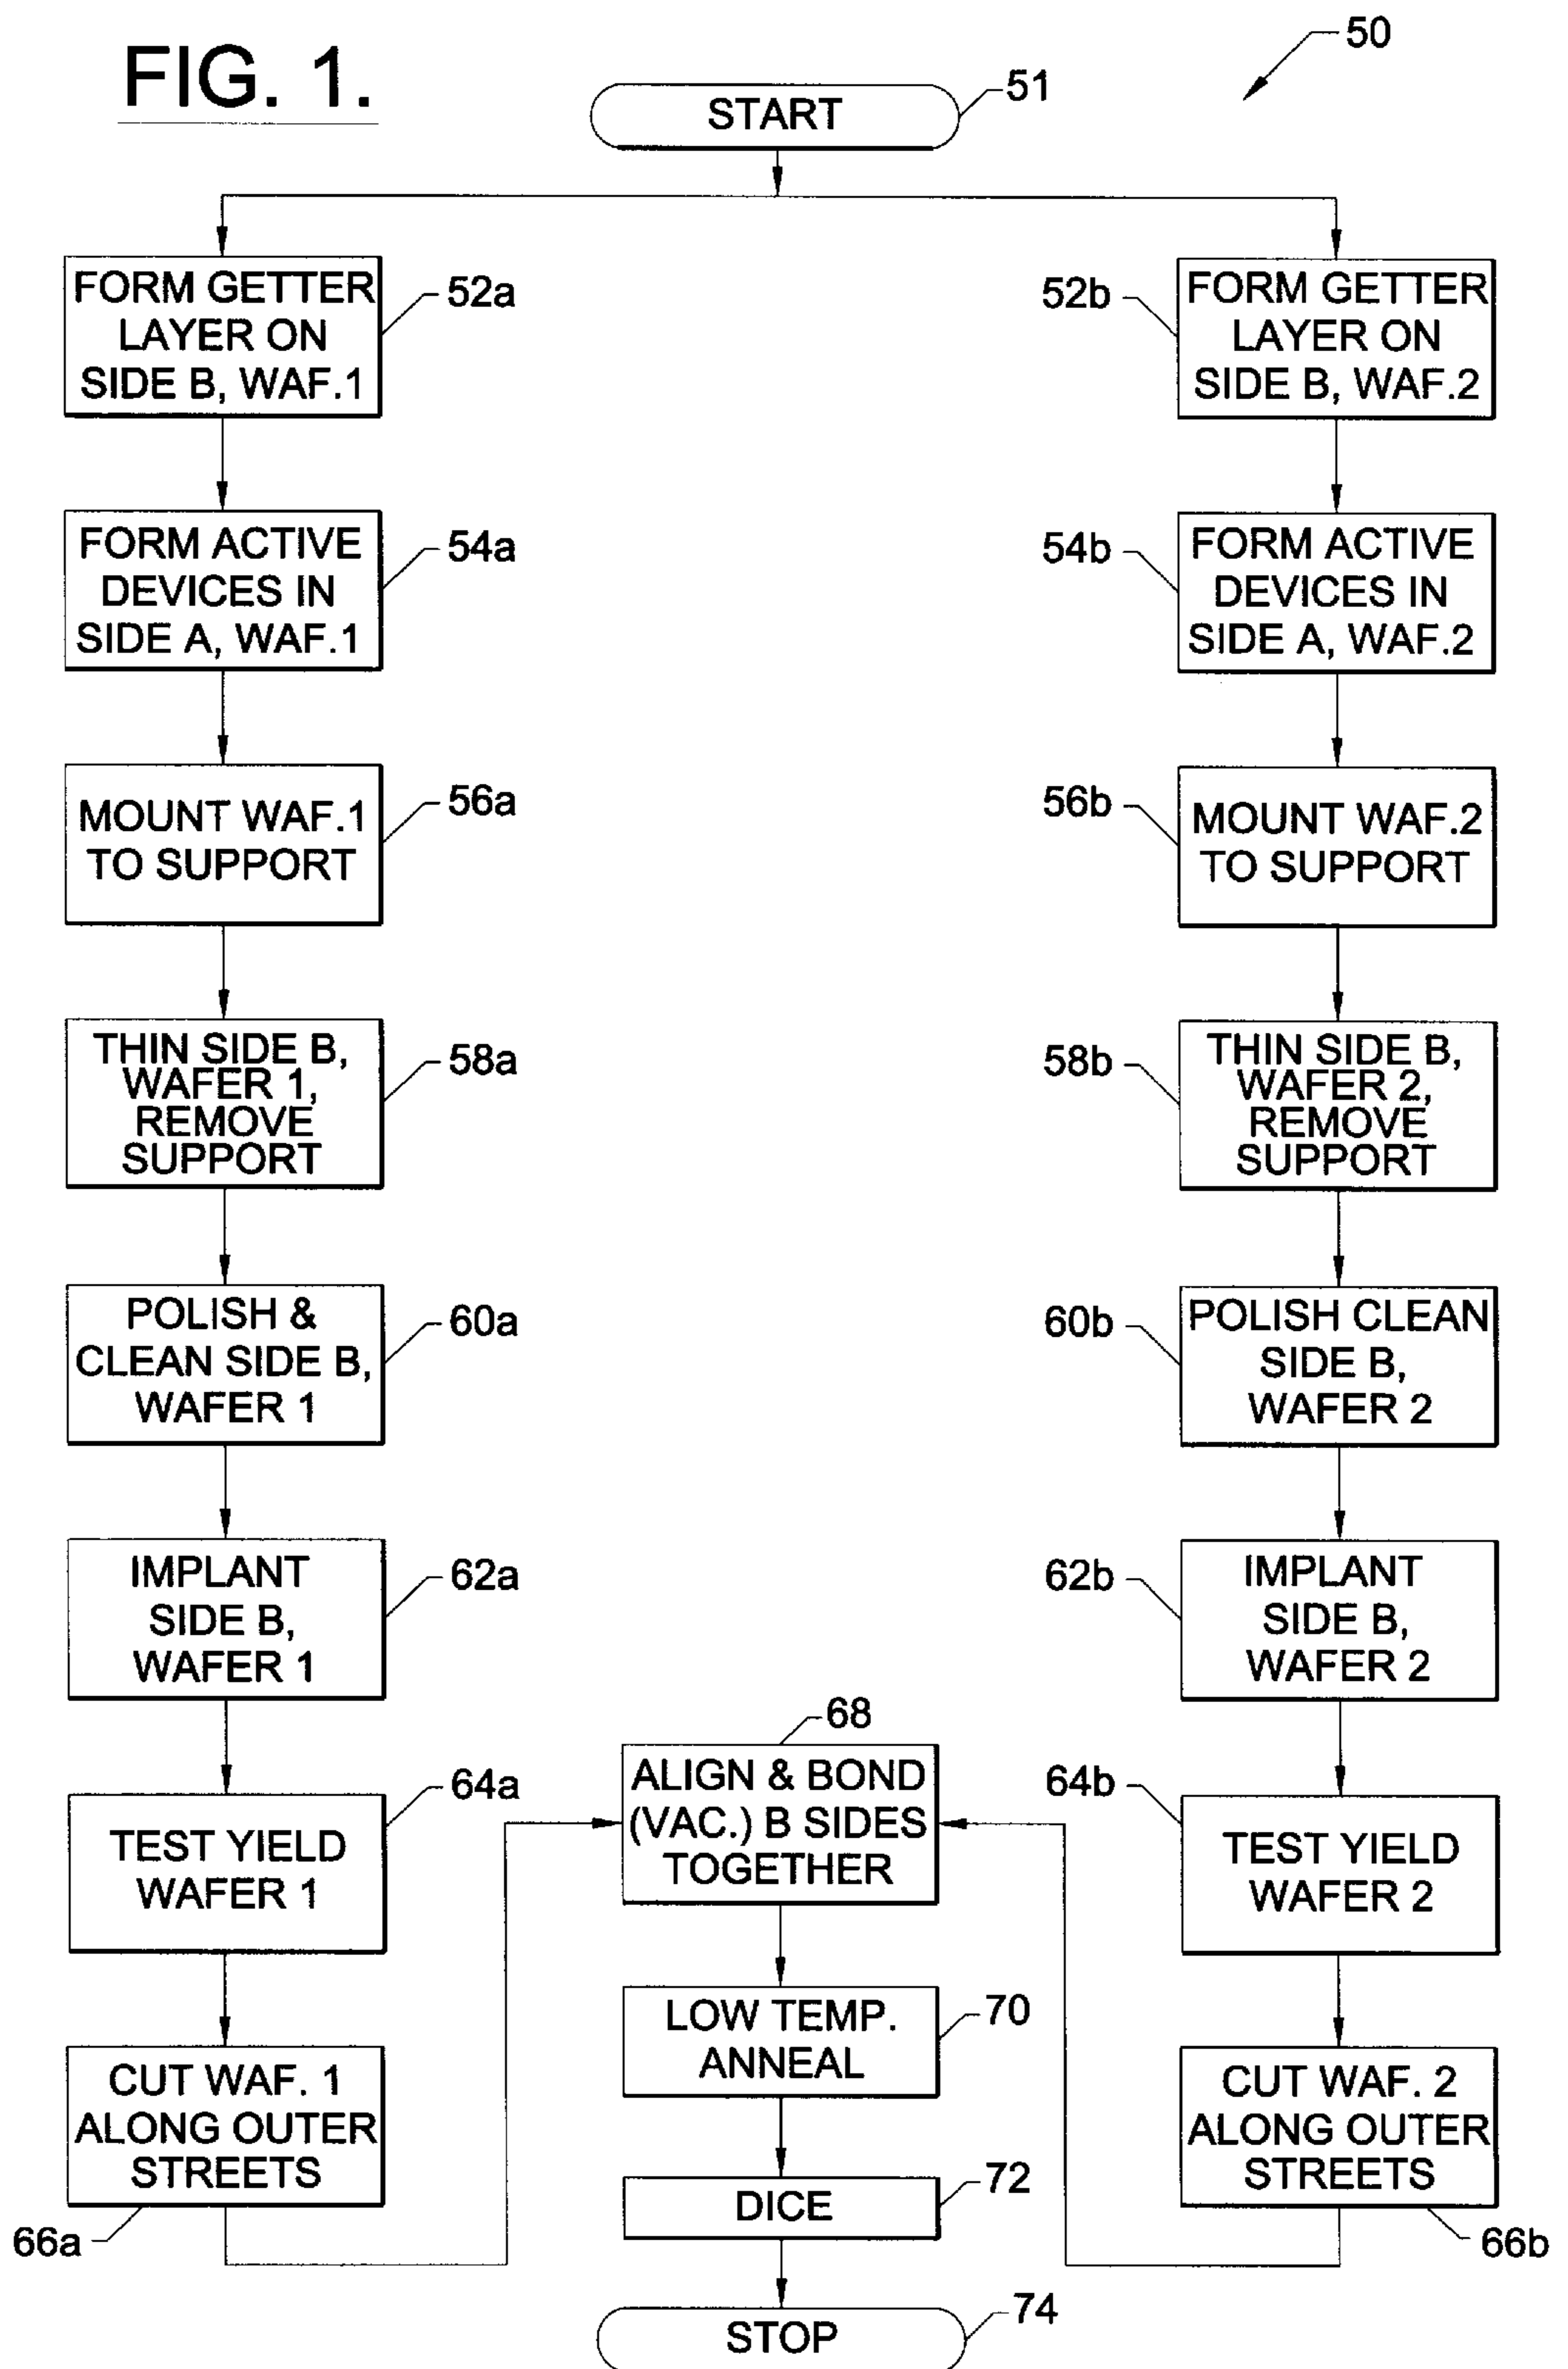 FIG. 1.
50
START
51
FORM GETTER
LAYER ON
SIDE B, WAF.1
52a
FORM ACTIVE
DEVICES IN
SIDE A, WAF.1
54a
MOUNT WAF.1
TO SUPPORT
56a
THIN SIDE B,
WAFER 1,
REMOVE
SUPPORT
58a
POLISH &
CLEAN SIDE B,
WAFER 1
60a
IMPLANT
SIDE B,
WAFER 1
62a
TEST YIELD
WAFER 1
64a
CUT WAF. 1
ALONG OUTER
STREETS
66a
52b
FORM GETTER
LAYER ON
SIDE B, WAF.2
54b
FORM ACTIVE
DEVICES IN
SIDE A, WAF.2
56b
MOUNT WAF.2
TO SUPPORT
58b
THIN SIDE B,
WAFER 2,
REMOVE
SUPPORT
60b
POLISH CLEAN
SIDE B,
WAFER 2
62b
IMPLANT
SIDE B,
WAFER 2
64b
TEST YIELD
WAFER 2
CUT WAF. 2
ALONG OUTER
STREETS
66b
68
ALIGN & BOND
(VAC.) B SIDES
TOGETHER
LOW TEMP.
ANNEAL
70
DICE
72
STOP
74